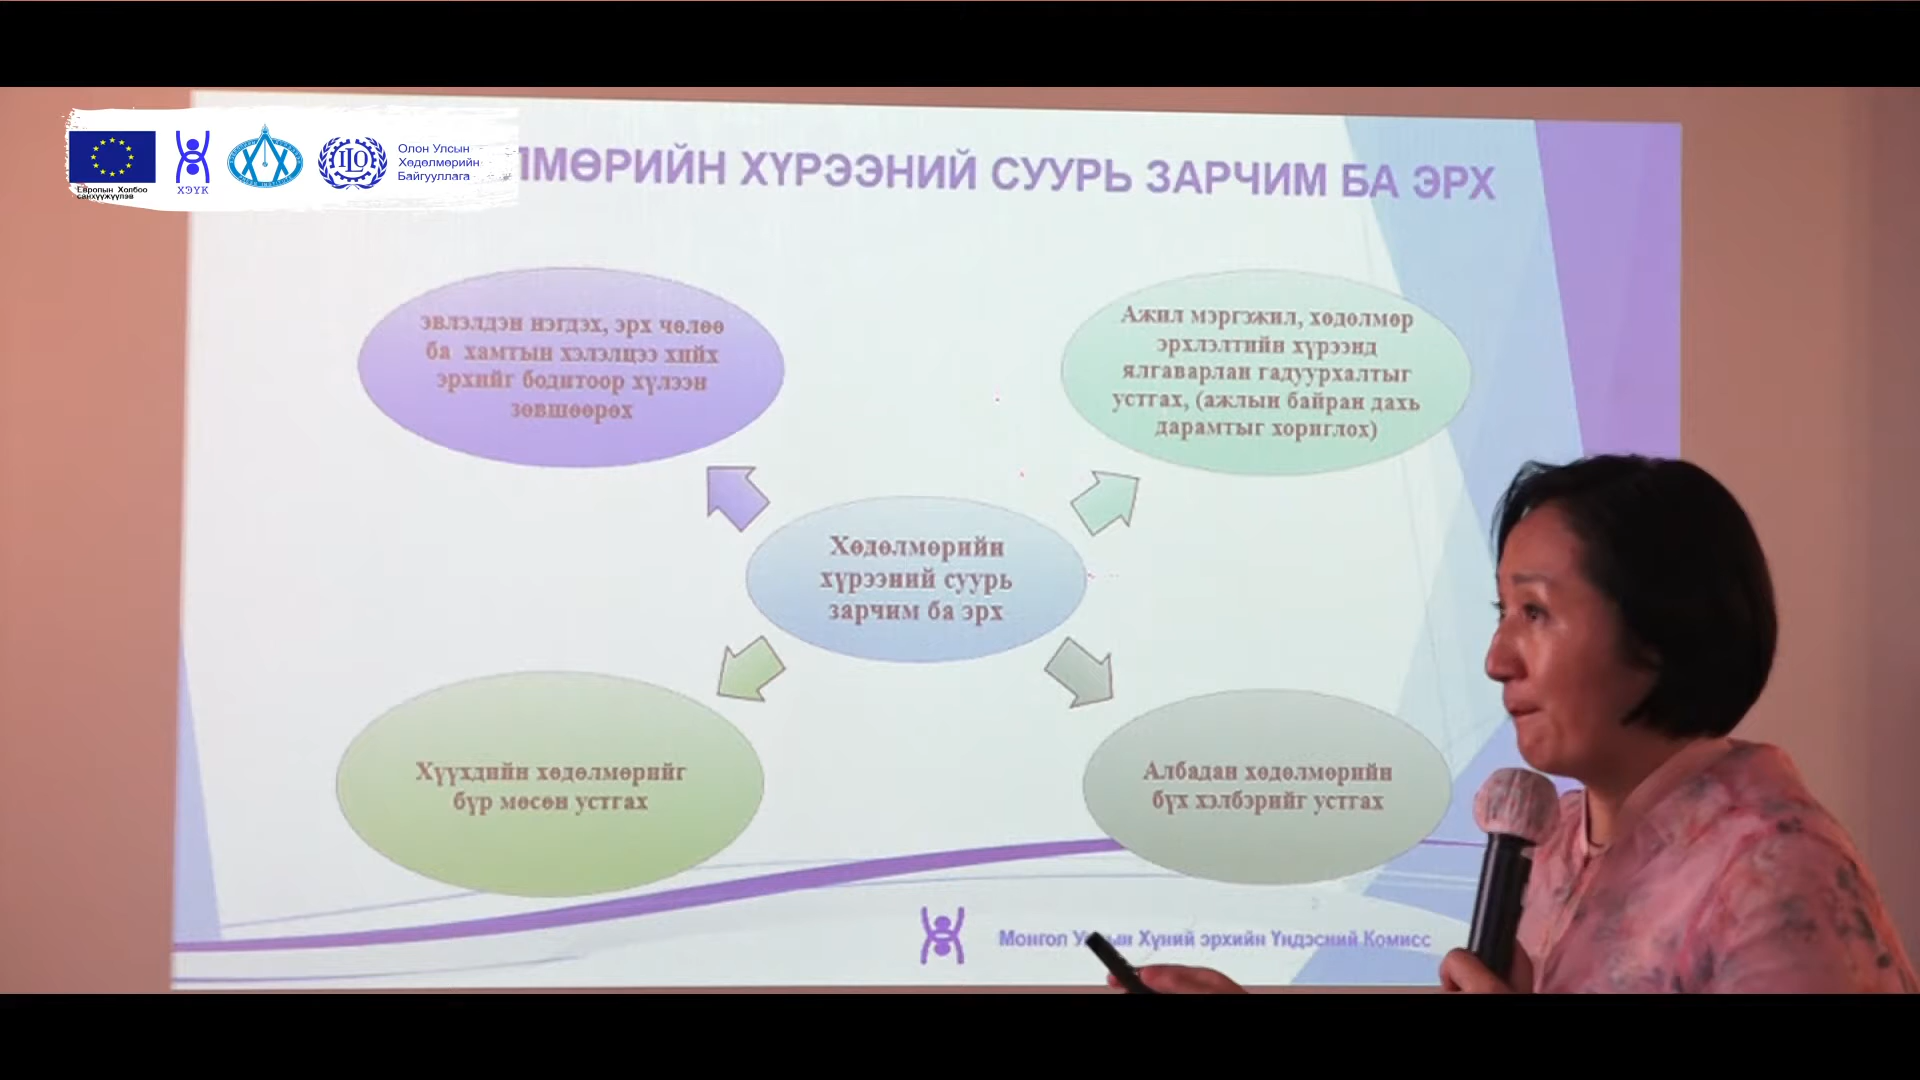 Европын Холбоо
санхүүжүүлэв
ХЭҮК
ILO
Олон Улсын
Хөдөлмөрийн
Байгууллага
ЛМӨРИЙН ХҮРЭЭНИЙ СУУРЬ ЗАРЧИМ БА ЭРХ
эвлэлдэн нэгдэх, эрх чөлөө
ба хамтын хэлэлцээ хийх
эрхийг бодитоор хүлээн
зөвшөөрөх
Ажил мэргэжил, хөдөлмөр
эрхлэлтийн хүрээнд
ялгаварлан гадуурхалтыг
устгах, (ажлын байран дахь
дарамтыг хориглох)
Хөдөлмөрийн
хүрээний суурь
зарчим ба эрх
Хүүхдийн хөдөлмөрийг
бүр мөсөн устгах
Албадан хөдөлмөрийн
бүх хэлбэрийг устгах
Монгол Хүний эрхийн Үндэсний Комисс